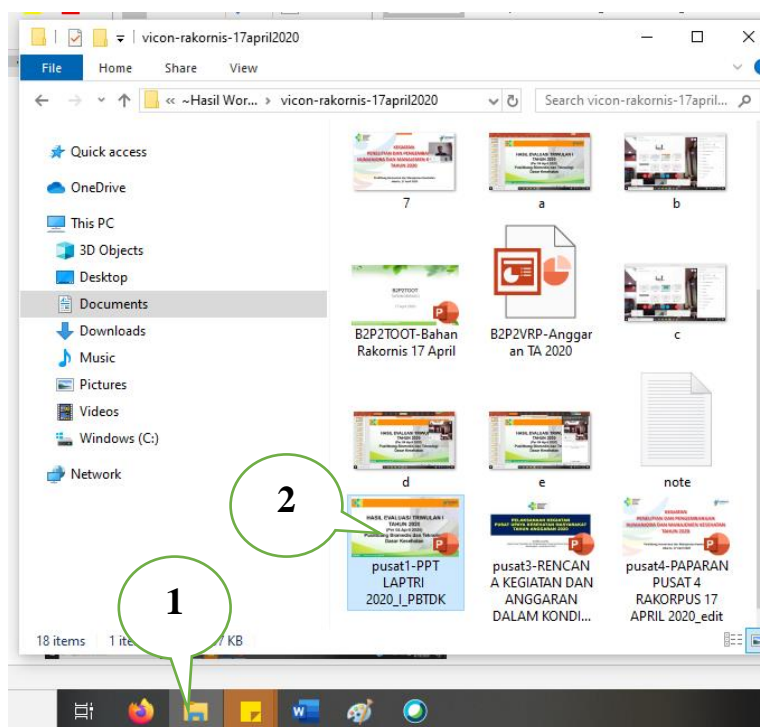 vicon-rakornis-17april2020
File Home Share View
« ~Hasil Wor... › vicon-rakornis-17april2020
Search vicon-rakornis-17april...
Quick access
OneDrive
This PC
3D Objects
Desktop
Documents
Downloads
Music
Pictures
Videos
Windows (C:)
Network
7
a
b
B2P2TOOT
B2P2TOOT-Bahan
Rakornis 17 April
B2P2VRP-Anggar
an TA 2020
c
d
e
note
HASIL EVALUASI TRIWULAN I
TAHUN 2020
pusat1-PPT
LAPTRI
2020_I_PBTDK
pusat3-RENCAN
A KEGIATAN DAN
ANGGARAN
DALAM KONDI...
pusat4-PAPARAN
PUSAT 4
RAKORPUS 17
APRIL 2020_edit
2
1
18 items 1 KB